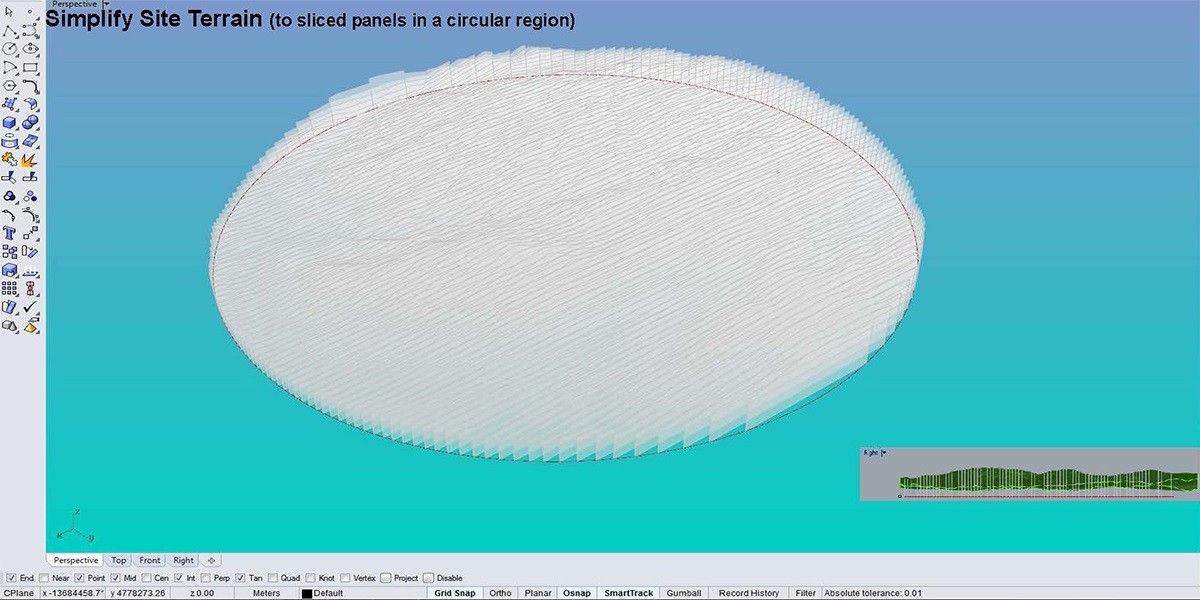 Perspective
Simplify Site Terrain (to sliced panels in a circular region)
Right
z
x y
Perspective Top Front Right
End Near Point Mid Cen Int Perp Tan Quad Knot Vertex Project Disable
CPlane x -13684458.7 y 4778273.26 z 0.00 Meters Default Grid Snap Ortho Planar Osnap SmartTrack Gumball Record History Filter Absolute tolerance: 0.01